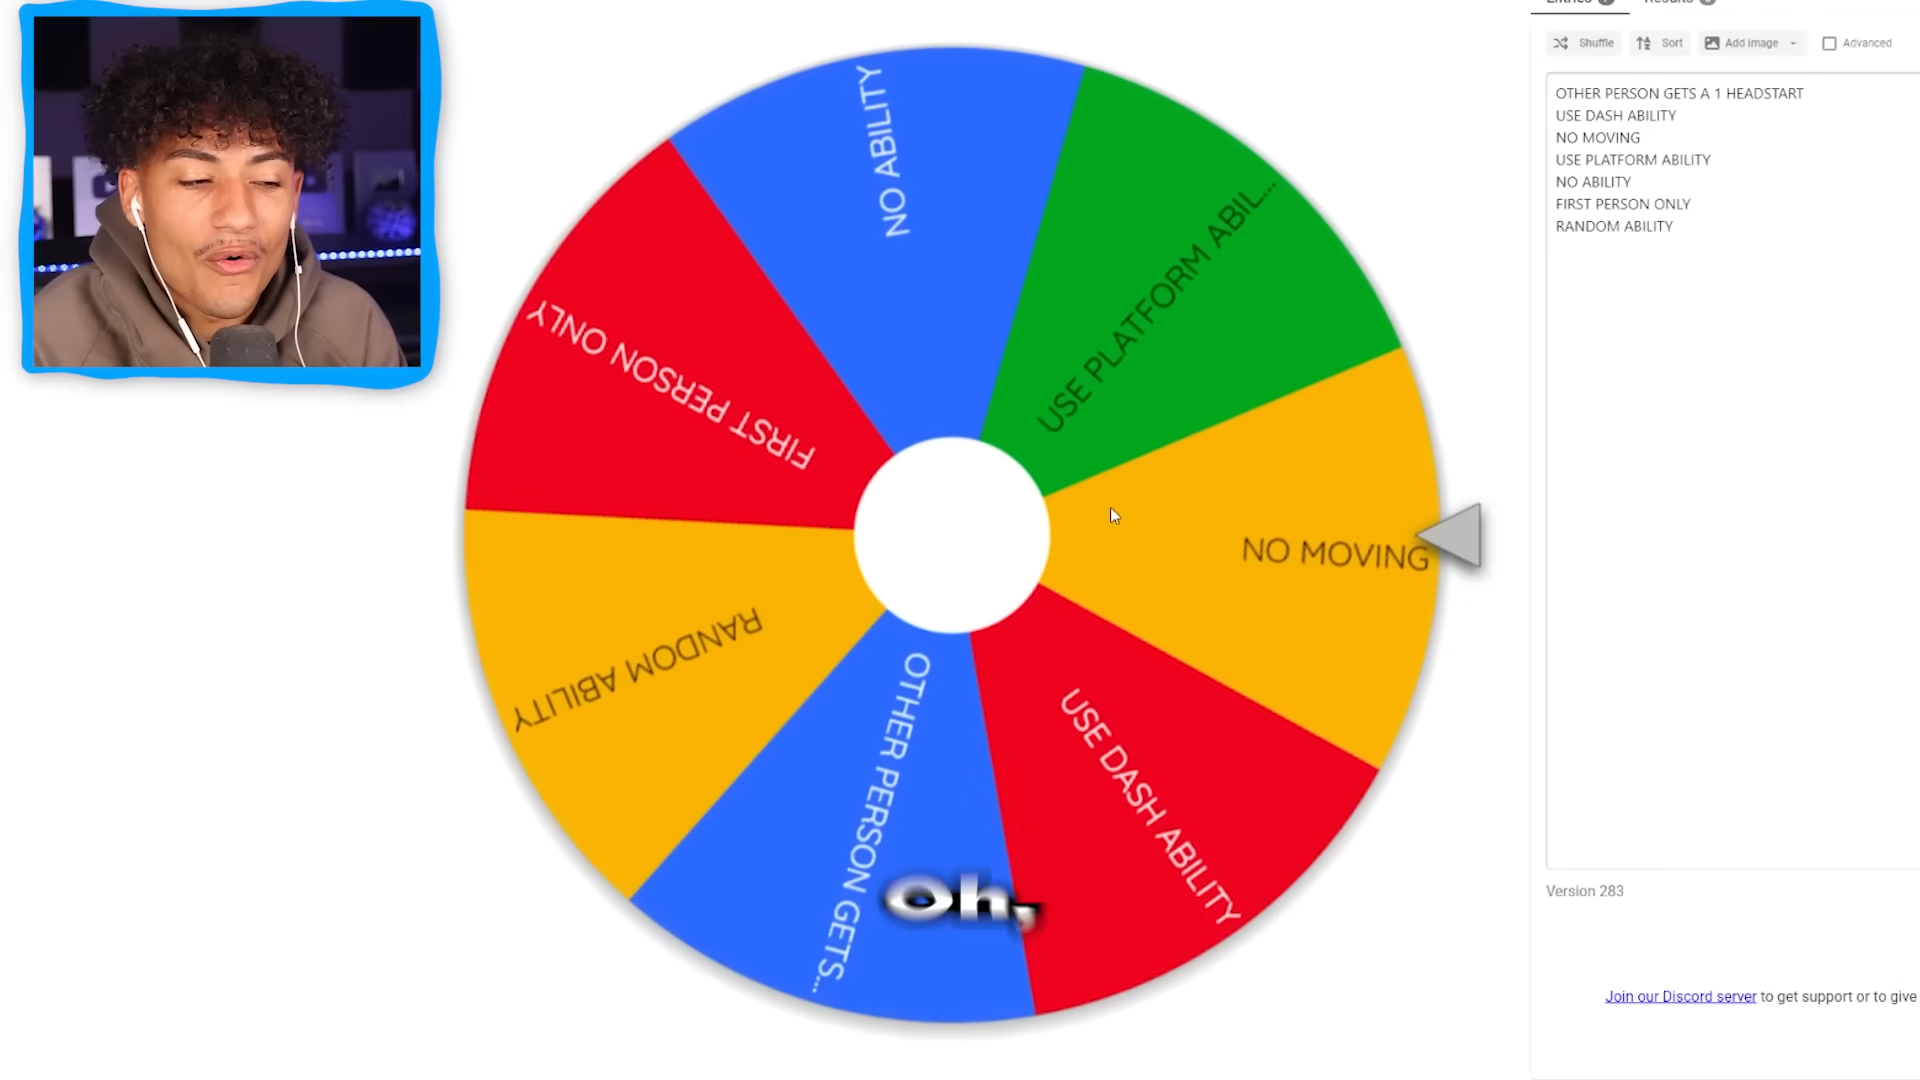 Entries
Results
Shuffle
Sort
Add image
Advanced
OTHER PERSON GETS A 1 HEADSTART
USE DASH ABILITY
NO MOVING
USE PLATFORM ABILITY
NO ABILITY
FIRST PERSON ONLY
RANDOM ABILITY
NO ABILITY
USE PLATFORM ABIL...
FIRST PERSON ONLY
NO MOVING
RANDOM ABILITY
OTHER PERSON GETS...
USE DASH ABILITY
Oh,
Version 283
Join our Discord server to get support or to give